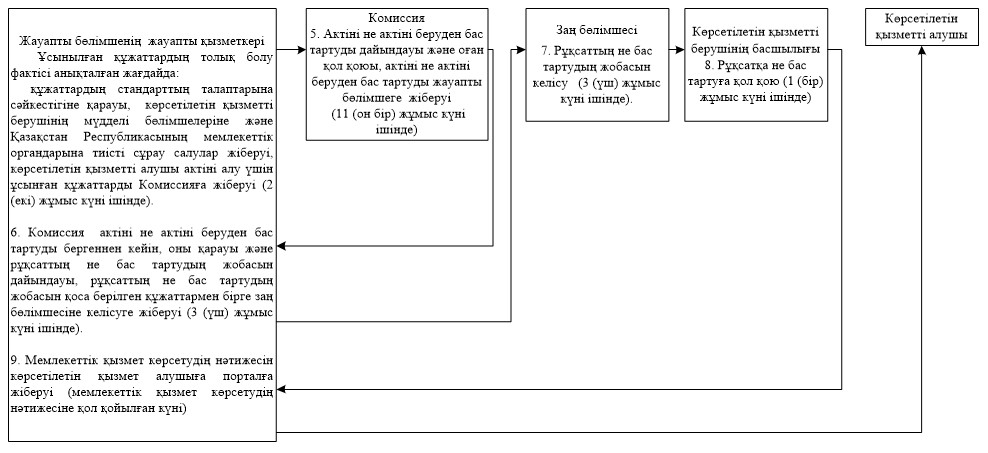 Жауапты бөлімшенің жауапты қызметкері
Ұсынылған құжаттардың толық болу
фактісі анықталған жағдайда:
құжаттардың стандарттың талаптарына
сәйкестігіне қарауы, көрсетілетін қызметті
берушінің мүдделі бөлімшелеріне және
Қазақстан Республикасының мемлекеттік
органдарына тиісті сұрау салулар жіберуі,
көрсетілетін қызметті алушы актіні алу үшін
ұсынған құжаттарды Комиссияға жіберуі (2
(екі) жұмыс күні ішінде).
6. Комиссия актіні не актіні беруден бас
тартуды бергеннен кейін, оны қарауы және
рұқсаттың не бас тартудың жобасын
дайындауы, рұқсаттың не бас тартудың
жобасын қоса берілген құжаттармен бірге заң
бөлімшесіне келісуге жіберуі (3 (үш) жұмыс
күні ішінде).
9. Мемлекеттік қызмет көрсетудің нәтижесін
көрсетілетін қызмет алушыға порталға
жіберуі (мемлекеттік қызмет көрсетудің
нәтижесіне қол қойылған күні)
Комиссия
5. Актіні не актіні беруден бас
тартуды дайындауы және оған
қол қоюы, актіні не актіні
беруден бас тартуды жауапты
бөлімшеге жіберуі
(11 (он бір) жұмыс күні
ішінде)
Заң бөлімшесі
7. Рұқсаттың не бас
тартудың жобасын
келісу (3 (үш) жұмыс
күні ішінде).
Көрсетілетін қызметті
берушінің басшылығы
8. Рұқсатқа не бас
тартуға қол қою (1 (бір)
жұмыс күні ішінде)
Көрсетілетін
қызметті алушы